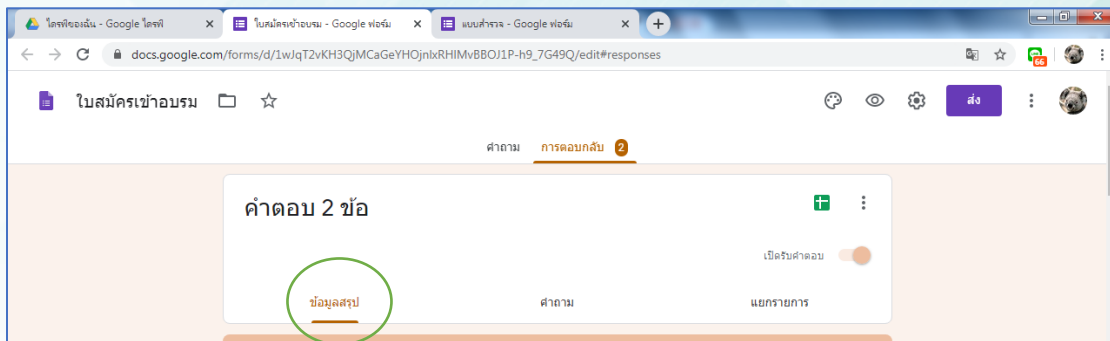 ไดรฟ์ของฉัน - Google ไดรฟ์
ใบสมัครเข้าอบรม - Google ฟอร์ม
แบบสำรวจ - Google ฟอร์ม
docs.google.com/forms/d/1wJqT2vKH3QjMCaGeYHOjnlxRHIMvBBOJ1P-h9_7G49Q/edit#responses
66
ใบสมัครเข้าอบรม
ส่ง
คำถาม การตอบกลับ 2
คำตอบ 2 ข้อ
เปิดรับคำตอบ
ข้อมูลสรุป คำถาม แยกรายการ